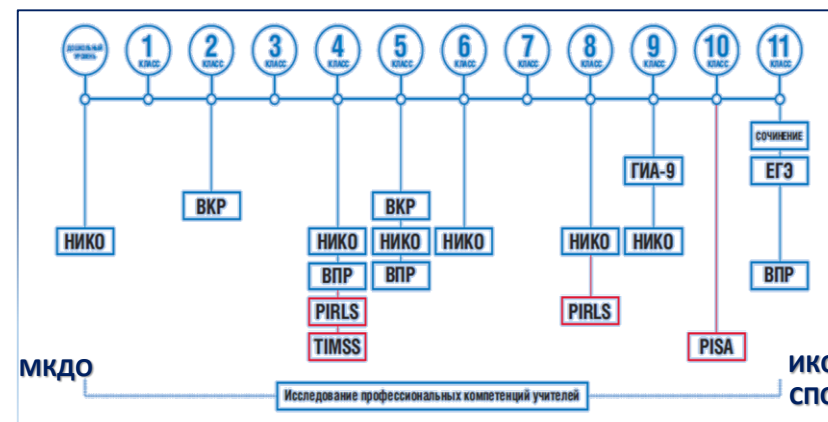 ДОШКОЛЬНЫЙ
УРОВЕНЬ
1
КЛАСС
2
КЛАСС
3
КЛАСС
4
КЛАСС
5
КЛАСС
6
КЛАСС
7
КЛАСС
8
КЛАСС
9
КЛАСС
10
КЛАСС
11
КЛАСС
СОЧИНЕНИЕ
ГИА-9
ЕГЭ
ВКР
ВКР
НИКО
НИКО
НИКО
НИКО
НИКО
НИКО
ВПР
ВПР
ВПР
PIRLS
PIRLS
TIMSS
PISA
МКДО
Исследование профессиональных компетенций учителей